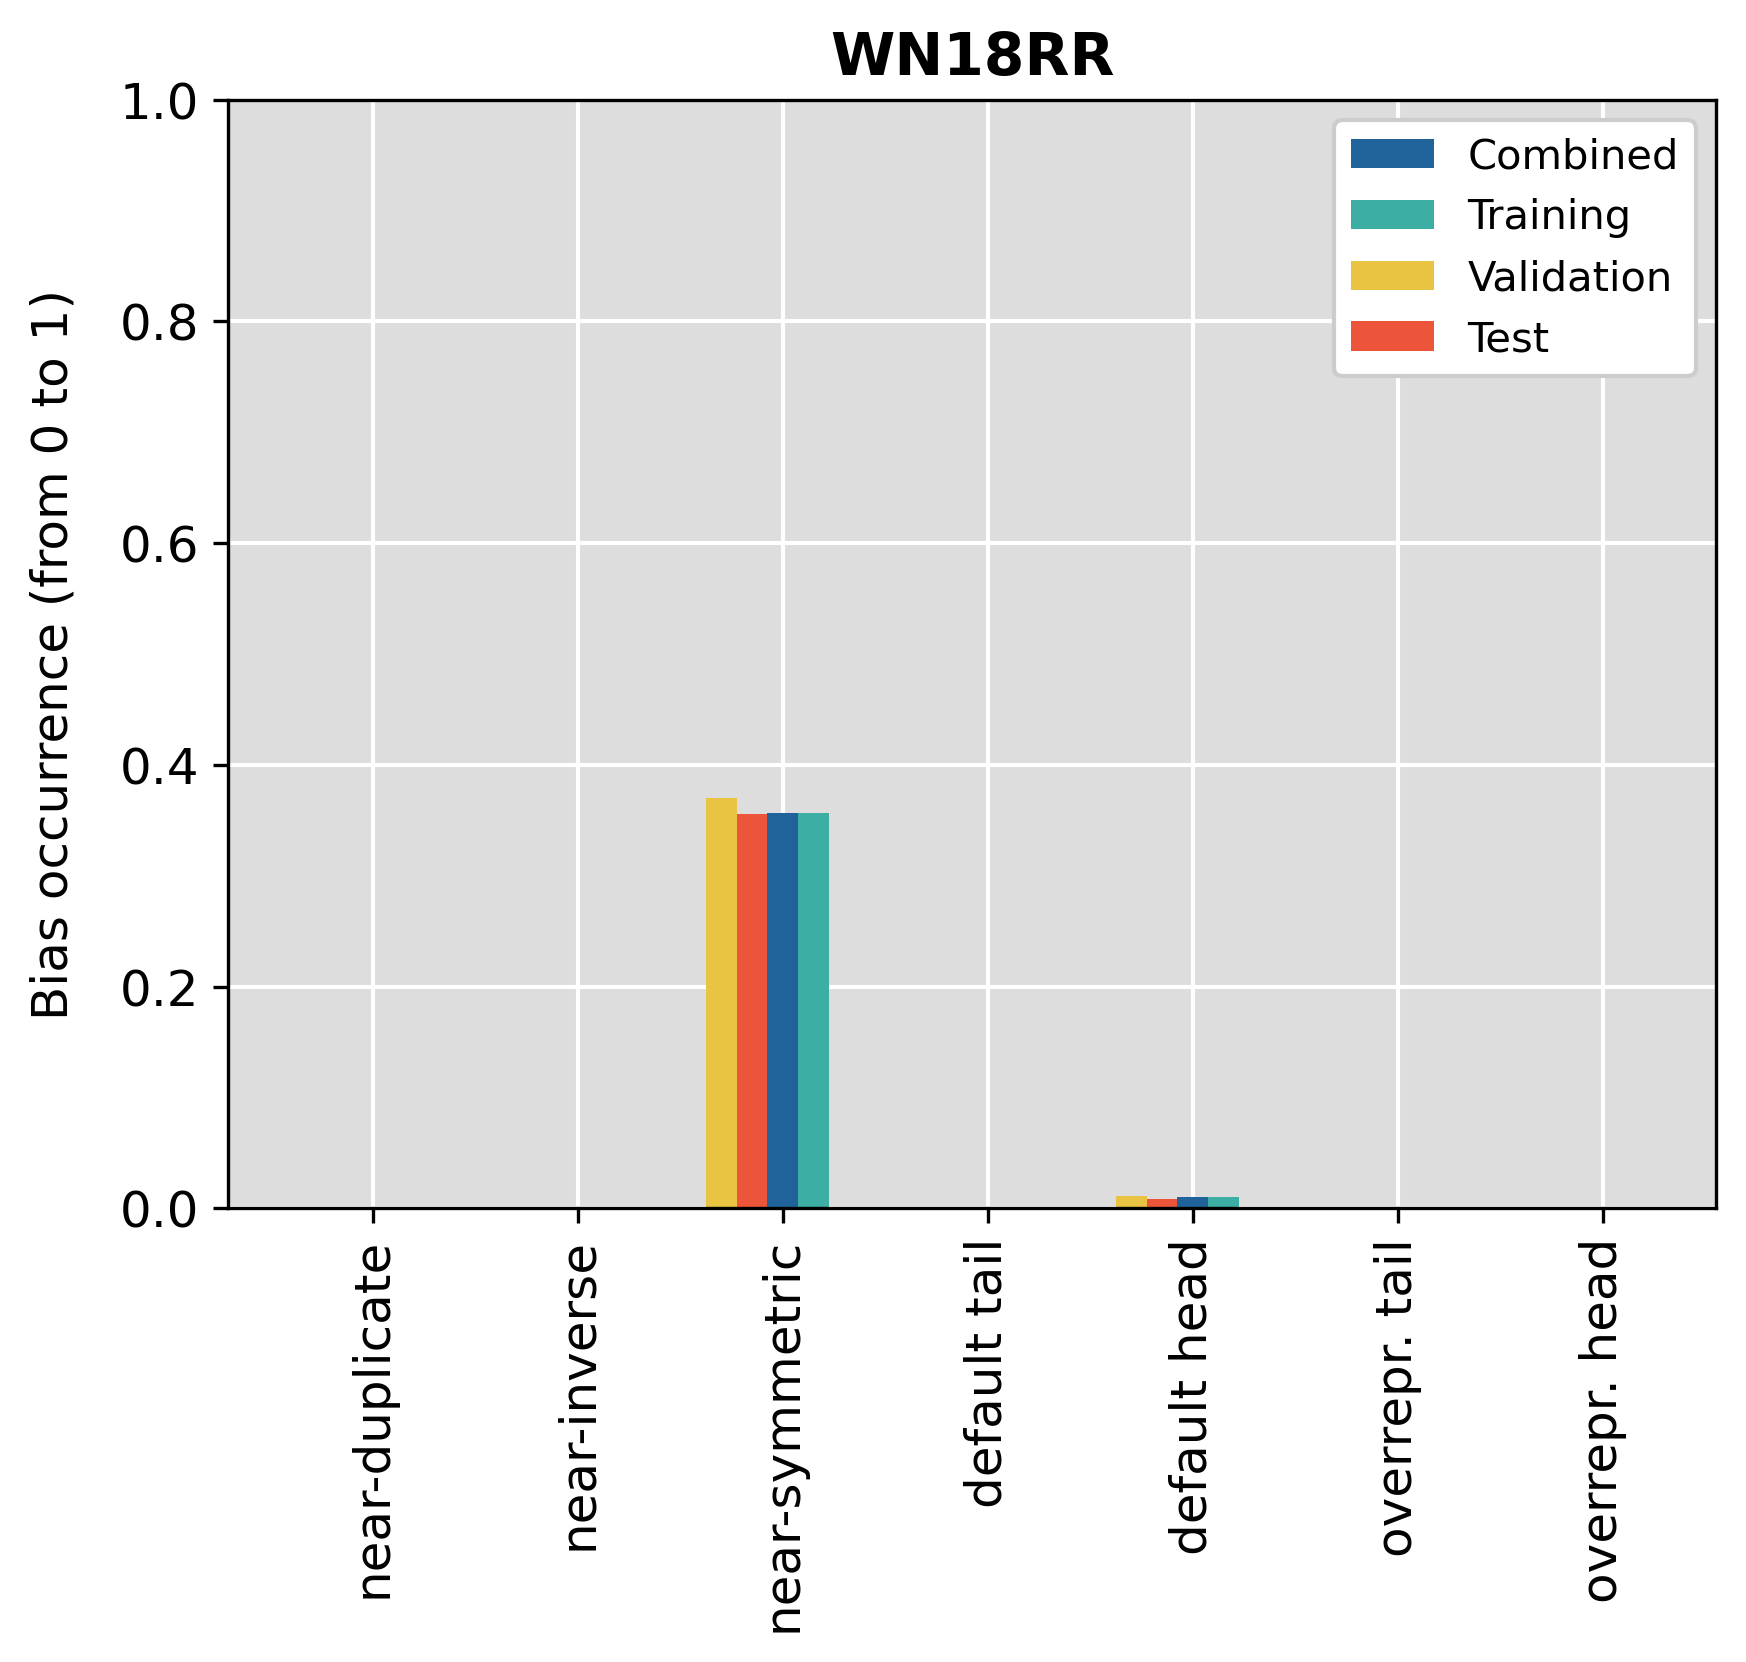 WN18RR
Bias occurrence (from 0 to 1)
1.0
0.8
0.6
0.4
0.2
0.0
Combined
Training
Validation
Test
near-duplicate
near-inverse
near-symmetric
default tail
default head
overrepr. tail
overrepr. head